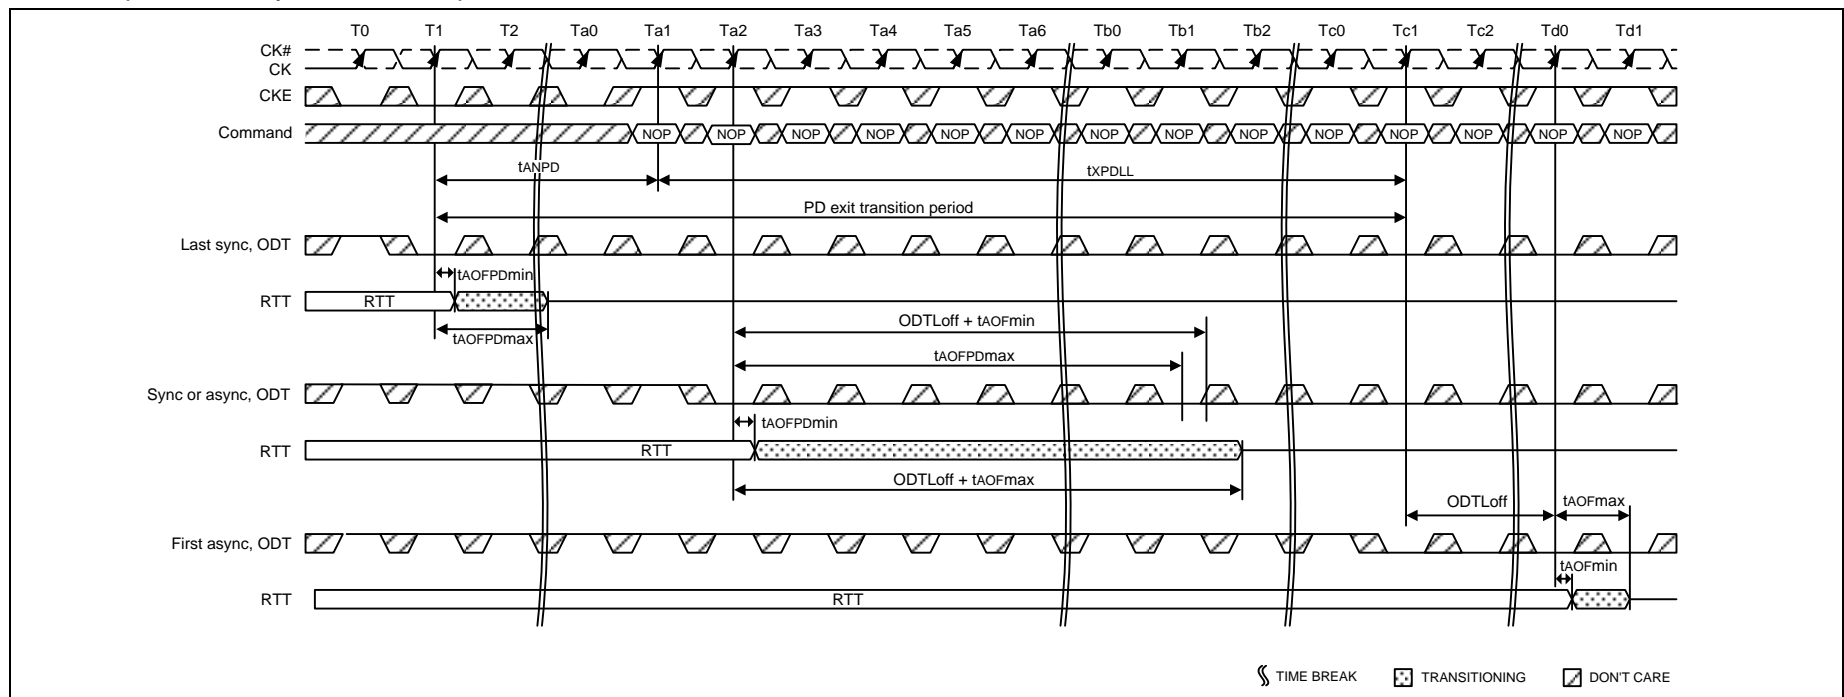 T0 T1 T2 Ta0 Ta1 Ta2 Ta3 Ta4 Ta5 Ta6 Tb0 Tb1 Tb2 Tc0 Tc1 Tc2 Td0 Td1
CK#
CK
CKE
Command NOP NOP NOP NOP NOP NOP NOP NOP NOP NOP NOP NOP NOP NOP
tANPD tXPDLL
PD exit transition period
Last sync, ODT
tAOFPDmin
RTT RTT
tAOFPDmax
ODTLoff + tAOFmin
tAOFPDmax
Sync or async, ODT
tAOFPDmin
RTT RTT
ODTLoff + tAOFmax
ODTLoff tAOFmax
First async, ODT
tAOFmin
RTT RTT
TIME BREAK TRANSITIONING DON'T CARE